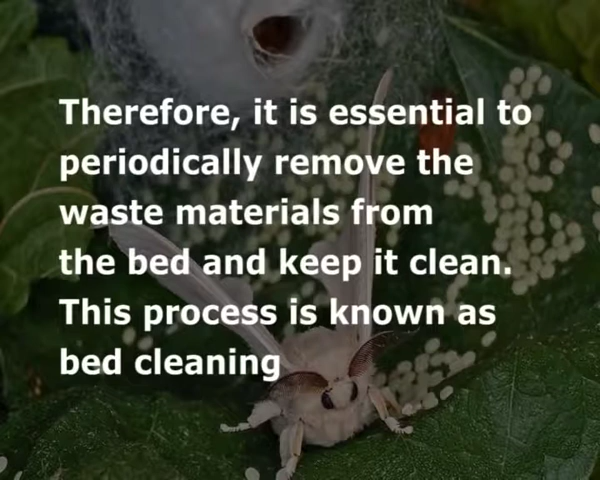 Therefore, it is essential to
periodically remove the
waste materials from
the bed and keep it clean.
This process is known as
bed cleaning